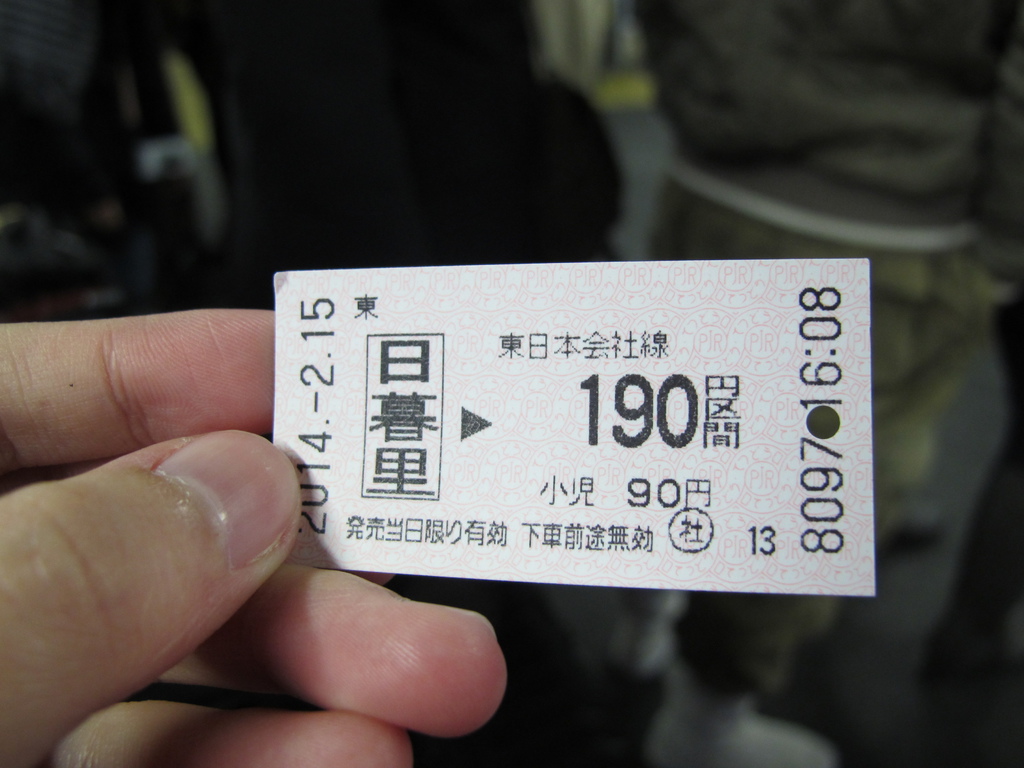 2014.-2.15
東
日暮里
▶
東日本会社線
190円区間
小児 90円
発売当日限り有効 下車前途無効 社 13
8097 16:08